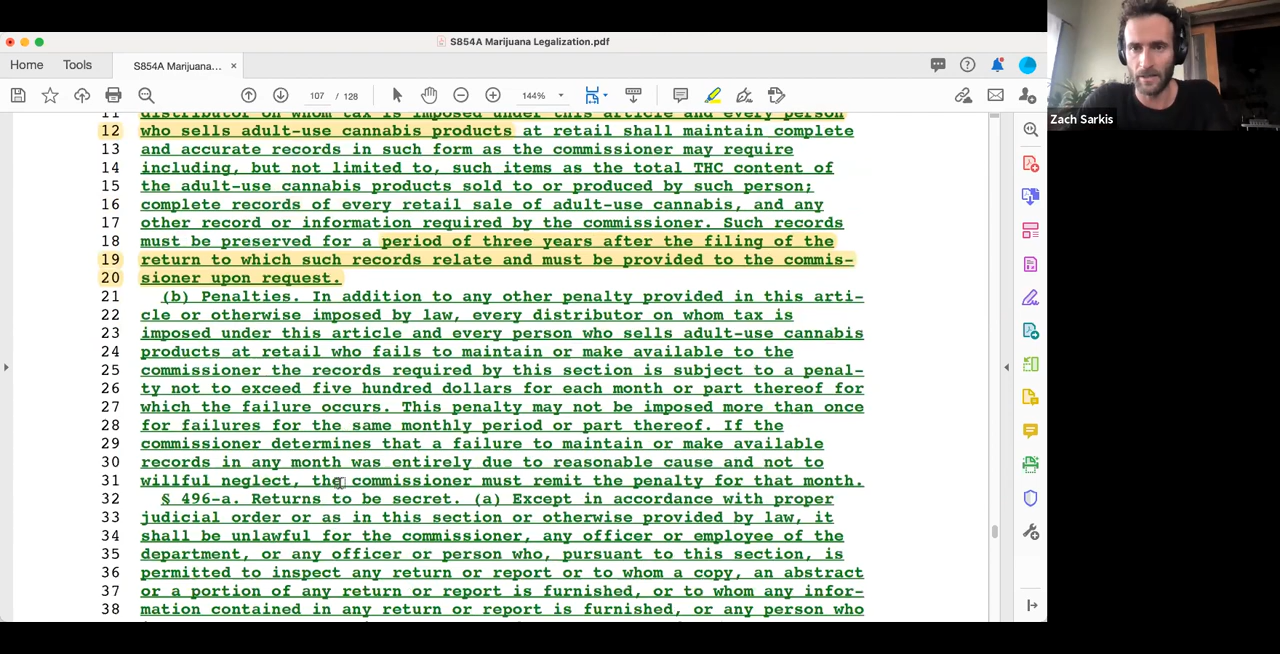 S854A Marijuana Legalization.pdf
Home Tools S854A Marijuana... ×
107 / 128 144%
11 distributor on whom tax is imposed under this article and every person
12 who sells adult-use cannabis products at retail shall maintain complete
13 and accurate records in such form as the commissioner may require
14 including, but not limited to, such items as the total THC content of
15 the adult-use cannabis products sold to or produced by such person;
16 complete records of every retail sale of adult-use cannabis, and any
17 other record or information required by the commissioner. Such records
18 must be preserved for a period of three years after the filing of the
19 return to which such records relate and must be provided to the commis-
20 sioner upon request.
21 (b) Penalties. In addition to any other penalty provided in this arti-
22 cle or otherwise imposed by law, every distributor on whom tax is
23 imposed under this article and every person who sells adult-use cannabis
24 products at retail who fails to maintain or make available to the
25 commissioner the records required by this section is subject to a penal-
26 ty not to exceed five hundred dollars for each month or part thereof for
27 which the failure occurs. This penalty may not be imposed more than once
28 for failures for the same monthly period or part thereof. If the
29 commissioner determines that a failure to maintain or make available
30 records in any month was entirely due to reasonable cause and not to
31 willful neglect, the commissioner must remit the penalty for that month.
32 § 496-a. Returns to be secret. (a) Except in accordance with proper
33 judicial order or as in this section or otherwise provided by law, it
34 shall be unlawful for the commissioner, any officer or employee of the
35 department, or any officer or person who, pursuant to this section, is
36 permitted to inspect any return or report or to whom a copy, an abstract
37 or a portion of any return or report is furnished, or to whom any infor-
38 mation contained in any return or report is furnished, or any person who
Zach Sarkis